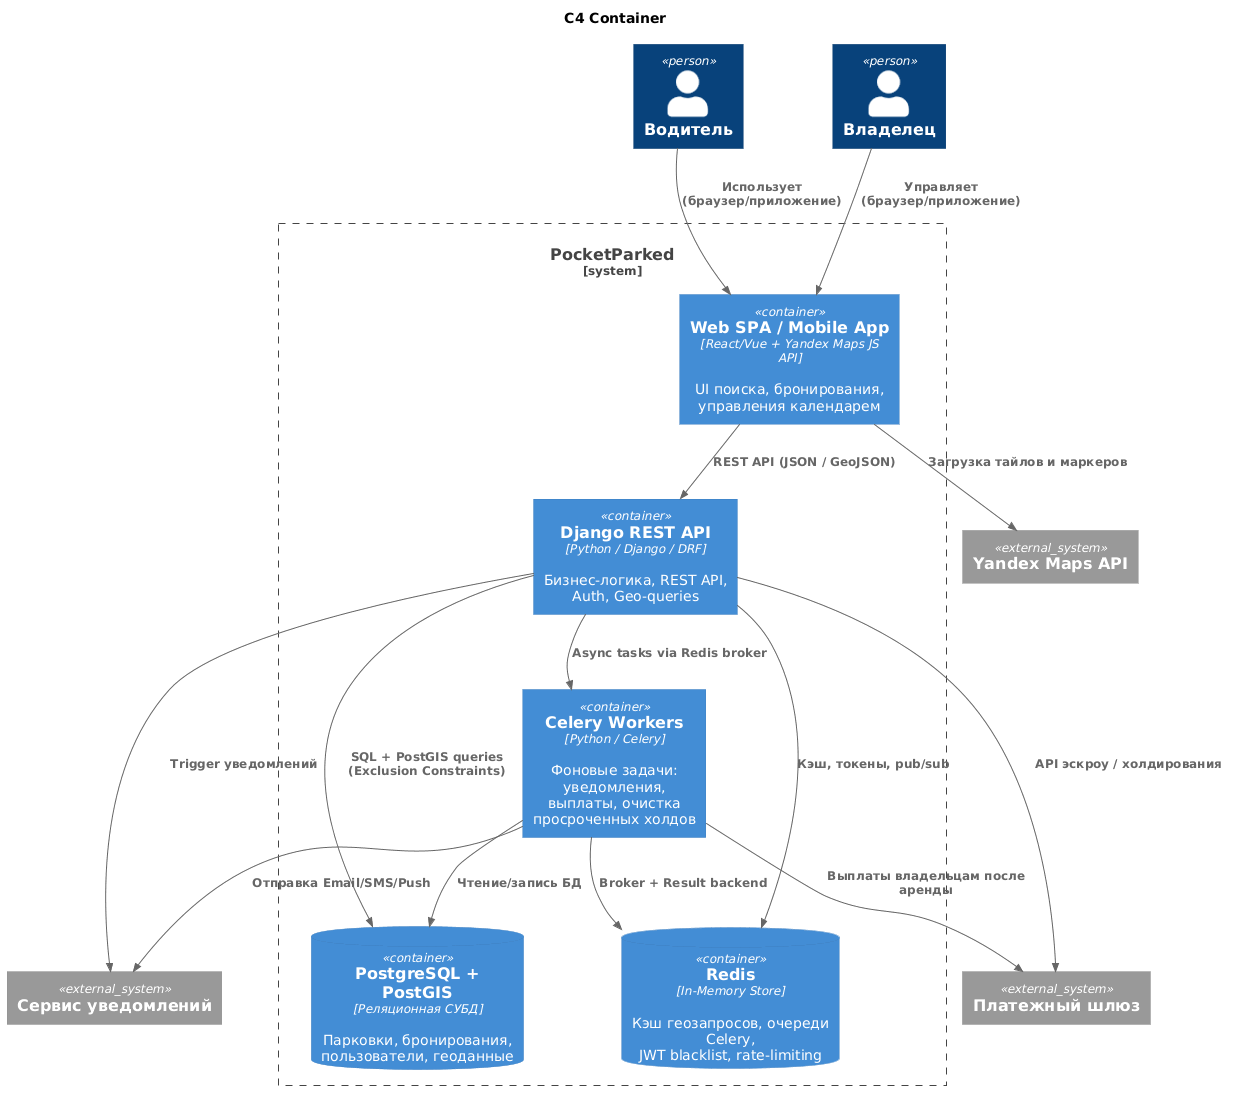 C4 Container
«person»
Водитель
«person»
Владелец
Использует
(браузер/приложение)
Управляет
(браузер/приложение)
PocketParked
[system]
«container»
Web SPA / Mobile App
[React/Vue + Yandex Maps JS
API]
UI поиска, бронирования,
управления календарем
REST API (JSON / GeoJSON)
Загрузка тайлов и маркеров
«container»
Django REST API
[Python / Django / DRF]
Бизнес-логика, REST API,
Auth, Geo-queries
«external_system»
Yandex Maps API
Async tasks via Redis broker
«container»
Celery Workers
[Python / Celery]
Фоновые задачи:
уведомления,
выплаты, очистка
просроченных холдов
Trigger уведомлений
SQL + PostGIS queries
(Exclusion Constraints)
Кэш, токены, pub/sub
API эскроу / холдирования
Отправка Email/SMS/Push
Чтение/запись БД
Broker + Result backend
Выплаты владельцам после
аренды
«external_system»
Сервис уведомлений
«container»
PostgreSQL +
PostGIS
[Реляционная СУБД]
Парковки, бронирования,
пользователи, геоданные
«container»
Redis
[In-Memory Store]
Кэш геозапросов, очереди
Celery,
JWT blacklist, rate-limiting
«external_system»
Платежный шлюз